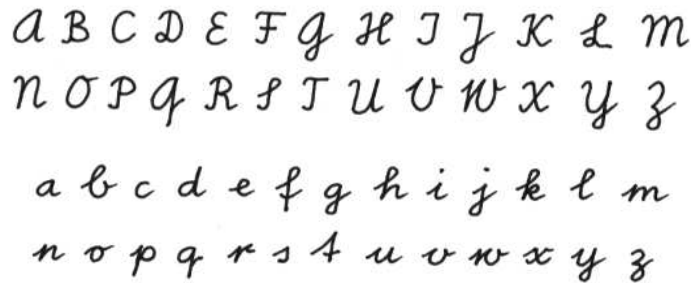 A B C D E F G H I J K L M
N O P Q R S T U V W X Y Z
a b c d e f g h i j k l m
n o p q r s t u v w x y z